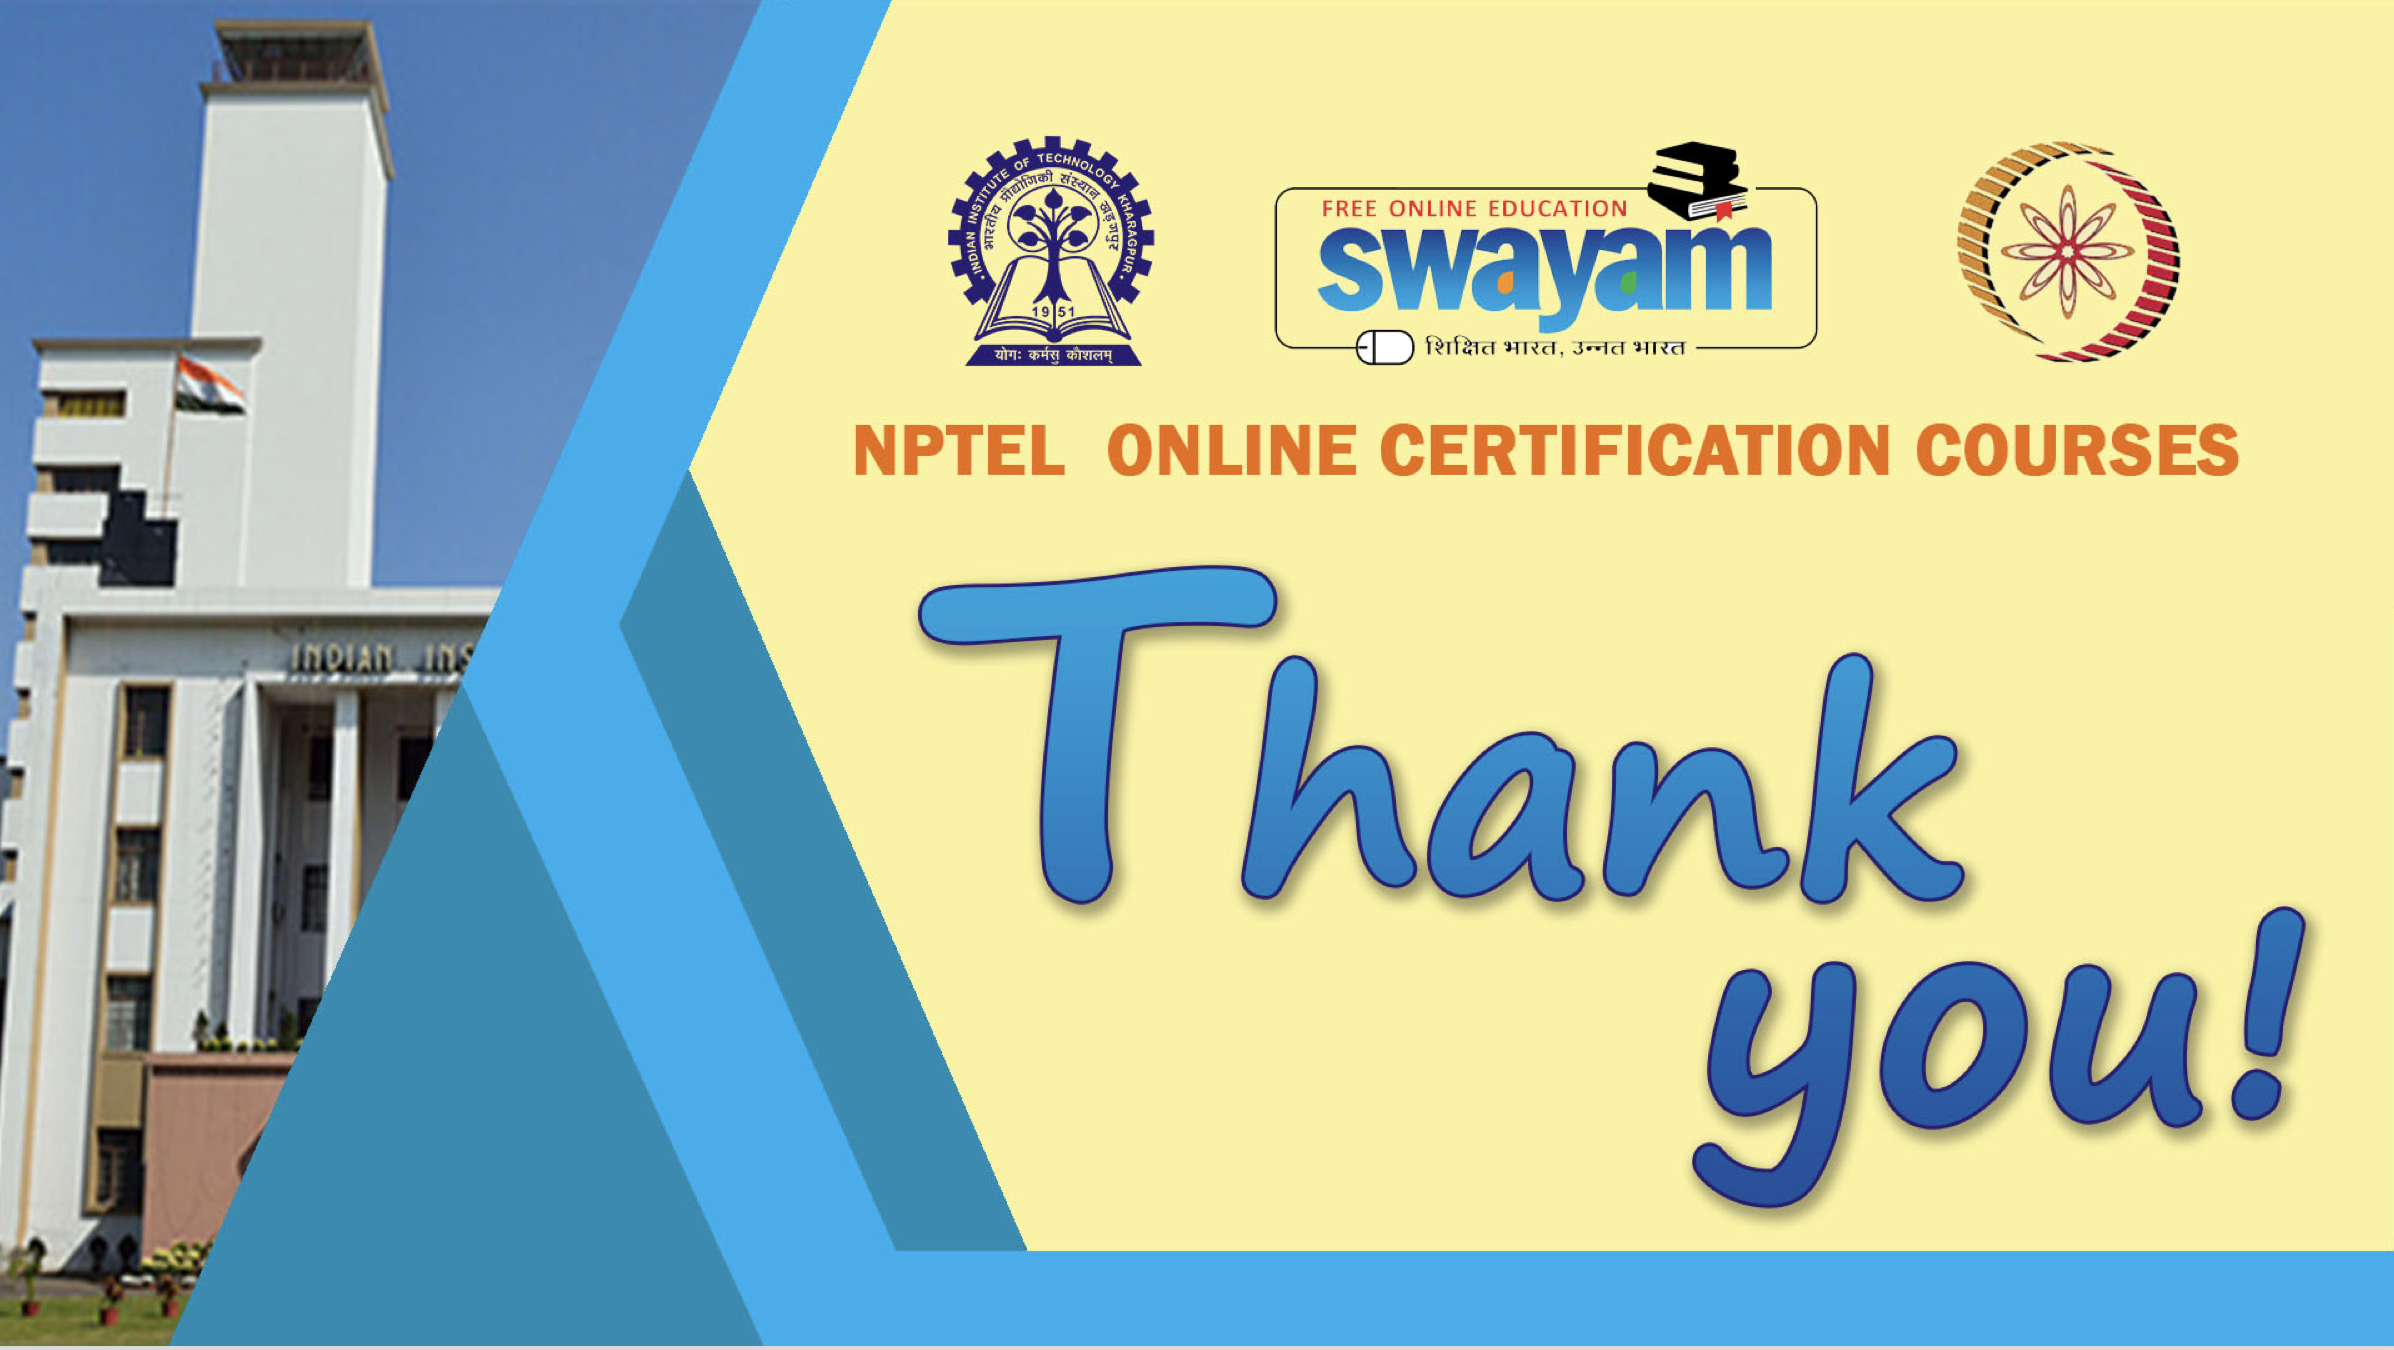 INDIAN INS
INDIAN INSTITUTE OF TECHNOLOGY KHARAGPUR
भारतीय प्रौद्योगिकी संस्थान खड़गपुर
1951
योगः कर्मसु कौशलम्
FREE ONLINE EDUCATION
swayam
शिक्षित भारत, उन्नत भारत
NPTEL ONLINE CERTIFICATION COURSES
Thank
you!